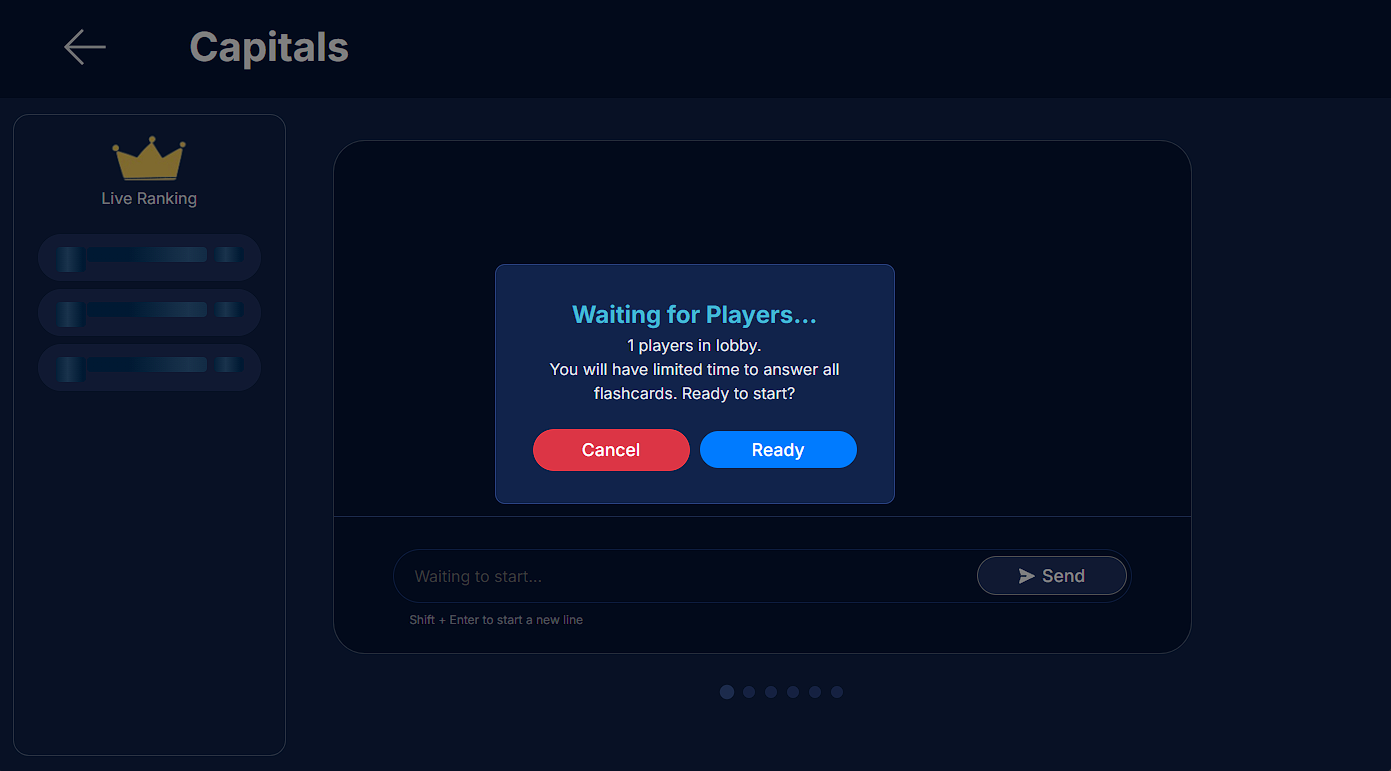 Capitals
Live Ranking
Waiting for Players...
1 players in lobby.
You will have limited time to answer all
flashcards. Ready to start?
Cancel
Ready
Waiting to start...
Send
Shift + Enter to start a new line